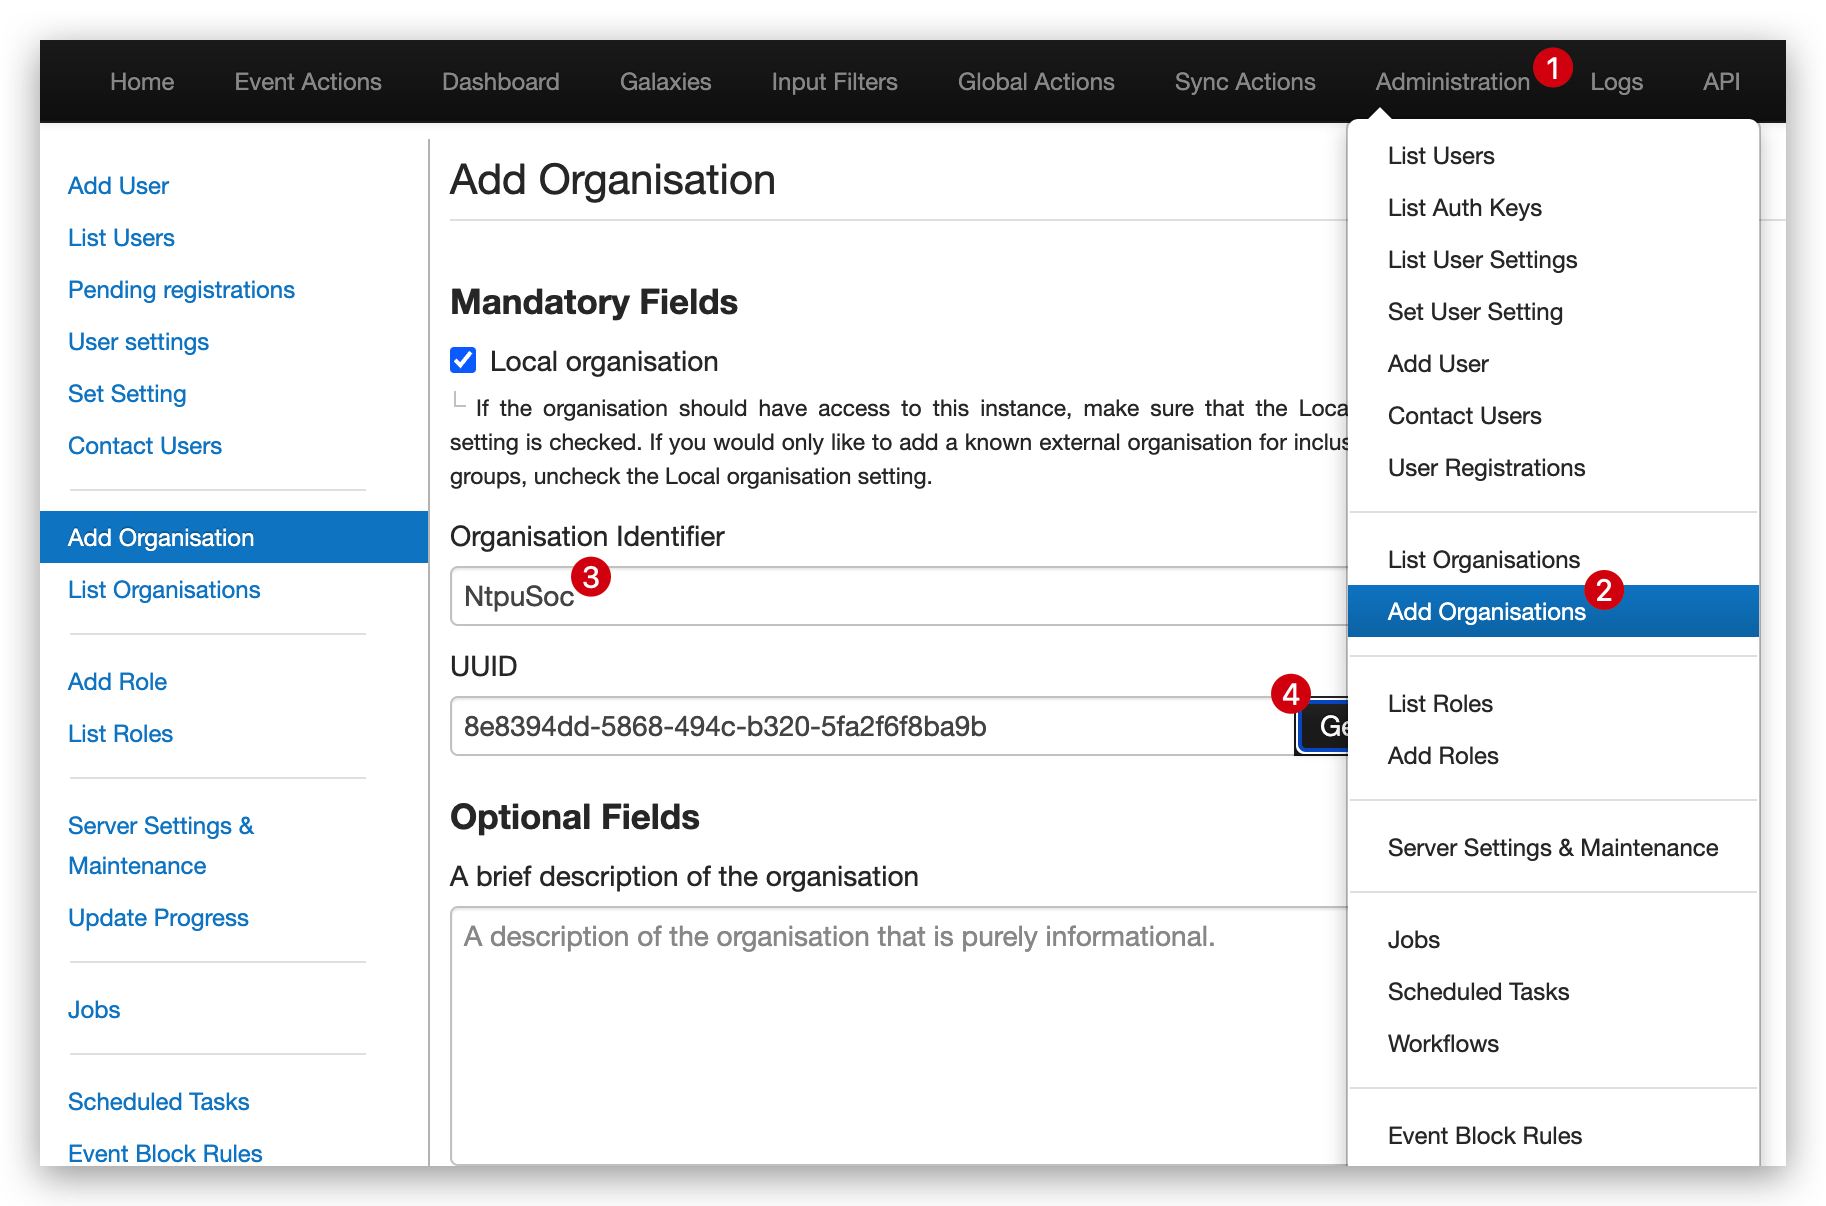 Home Event Actions Dashboard Galaxies Input Filters Global Actions Sync Actions Administration 1 Logs API
Add User
List Users
Pending registrations
User settings
Set Setting
Contact Users
Add Organisation
List Organisations
Add Role
List Roles
Server Settings &
Maintenance
Update Progress
Jobs
Scheduled Tasks
Event Block Rules
Add Organisation
Mandatory Fields
Local organisation
If the organisation should have access to this instance, make sure that the Loca
setting is checked. If you would only like to add a known external organisation for inclus
groups, uncheck the Local organisation setting.
Organisation Identifier
NtpuSoc 3
UUID
8e8394dd-5868-494c-b320-5fa2f6f8ba9b 4 Ge
Optional Fields
A brief description of the organisation
A description of the organisation that is purely informational.
List Users
List Auth Keys
List User Settings
Set User Setting
Add User
Contact Users
User Registrations
List Organisations
Add Organisations 2
List Roles
Add Roles
Server Settings & Maintenance
Jobs
Scheduled Tasks
Workflows
Event Block Rules